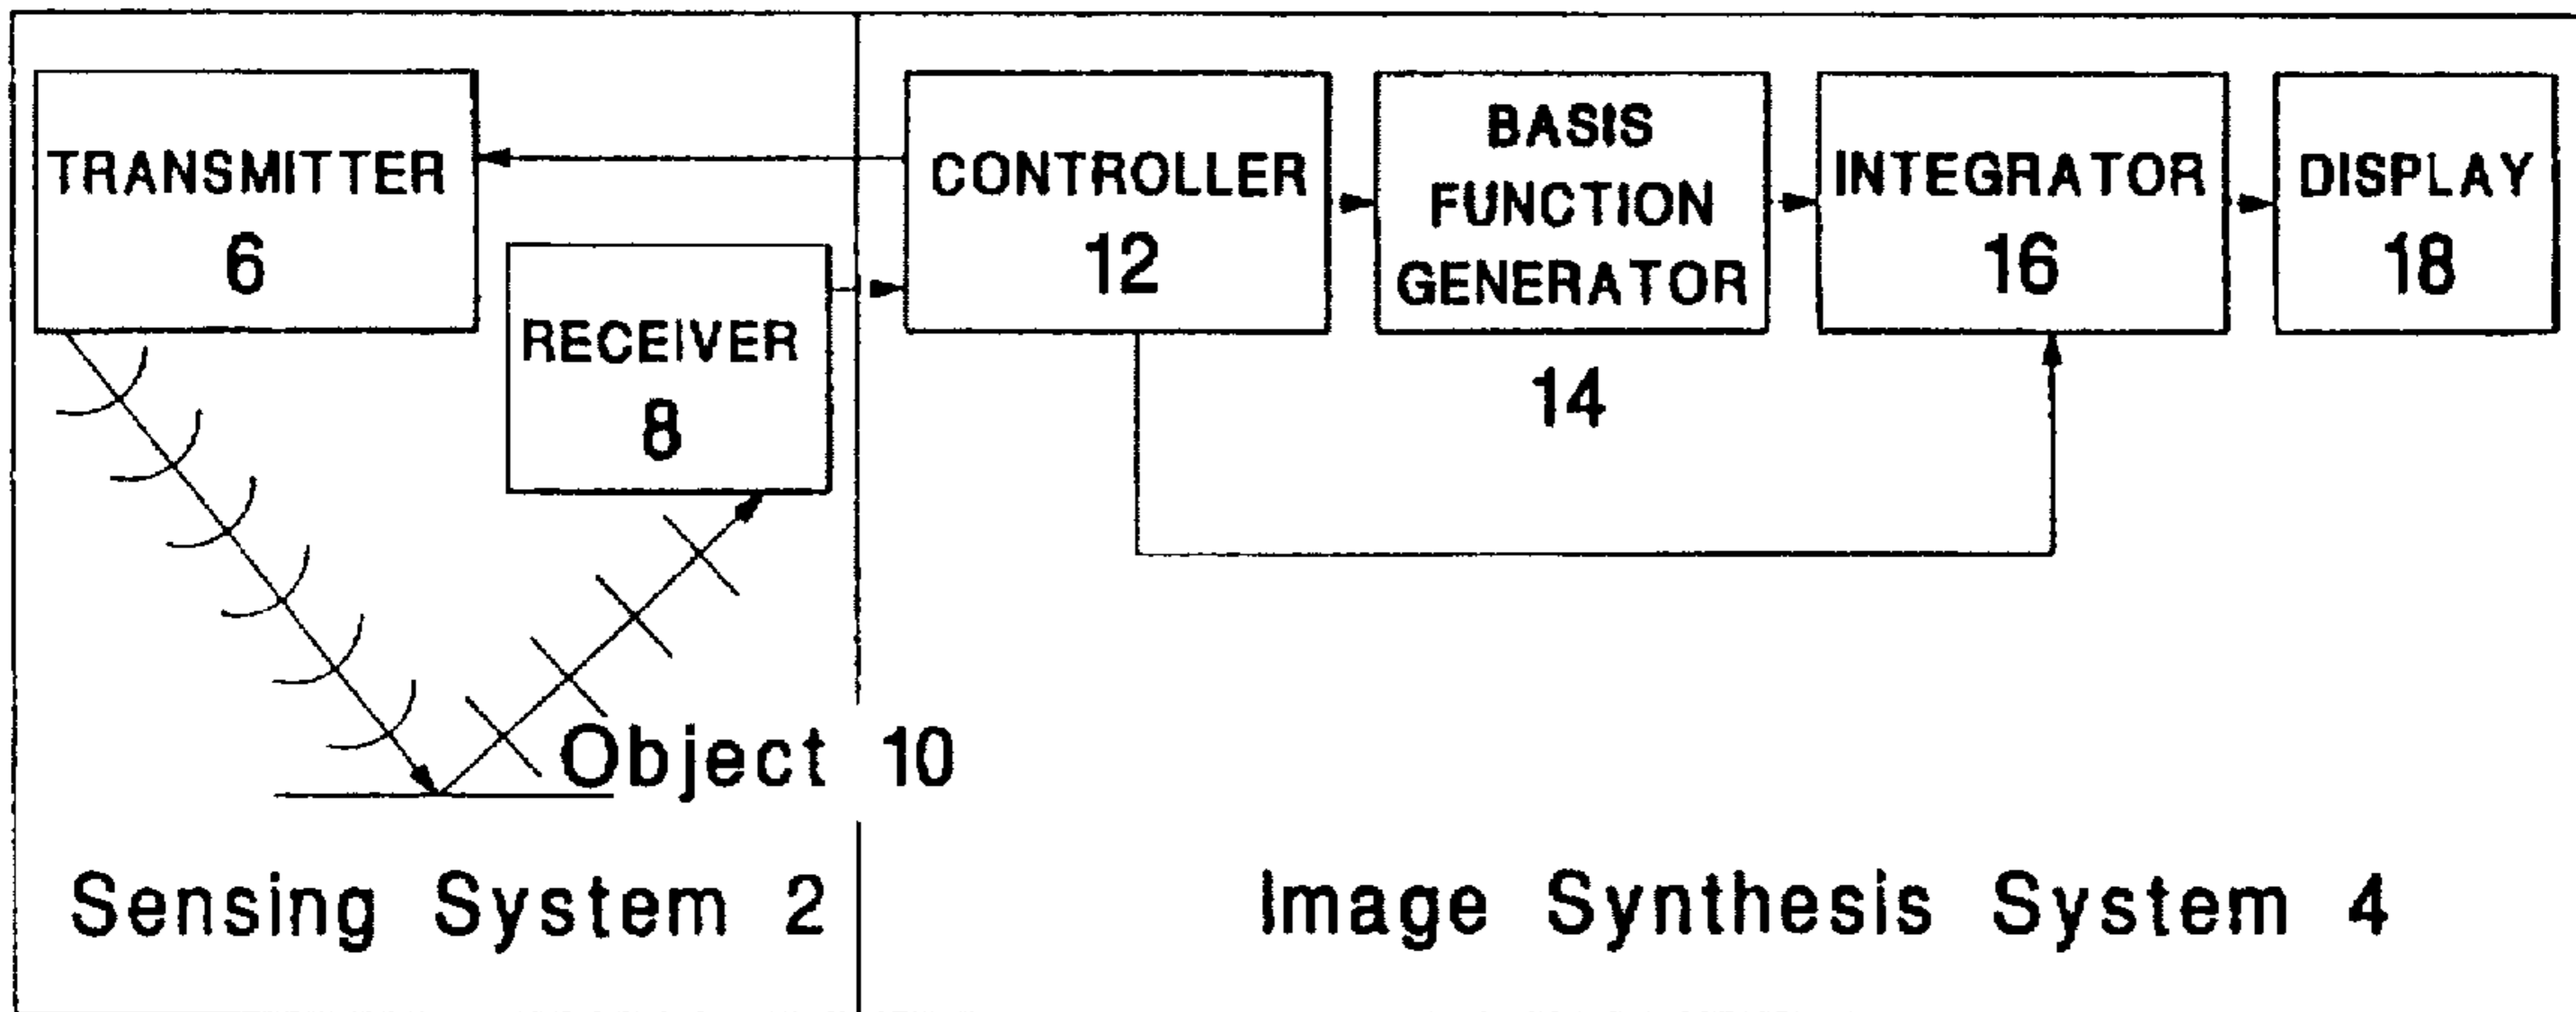 TRANSMITTER
6
RECEIVER
8
CONTROLLER
12
BASIS
FUNCTION
GENERATOR
14
INTEGRATOR
16
DISPLAY
18
Object 10
Sensing System 2
Image Synthesis System 4